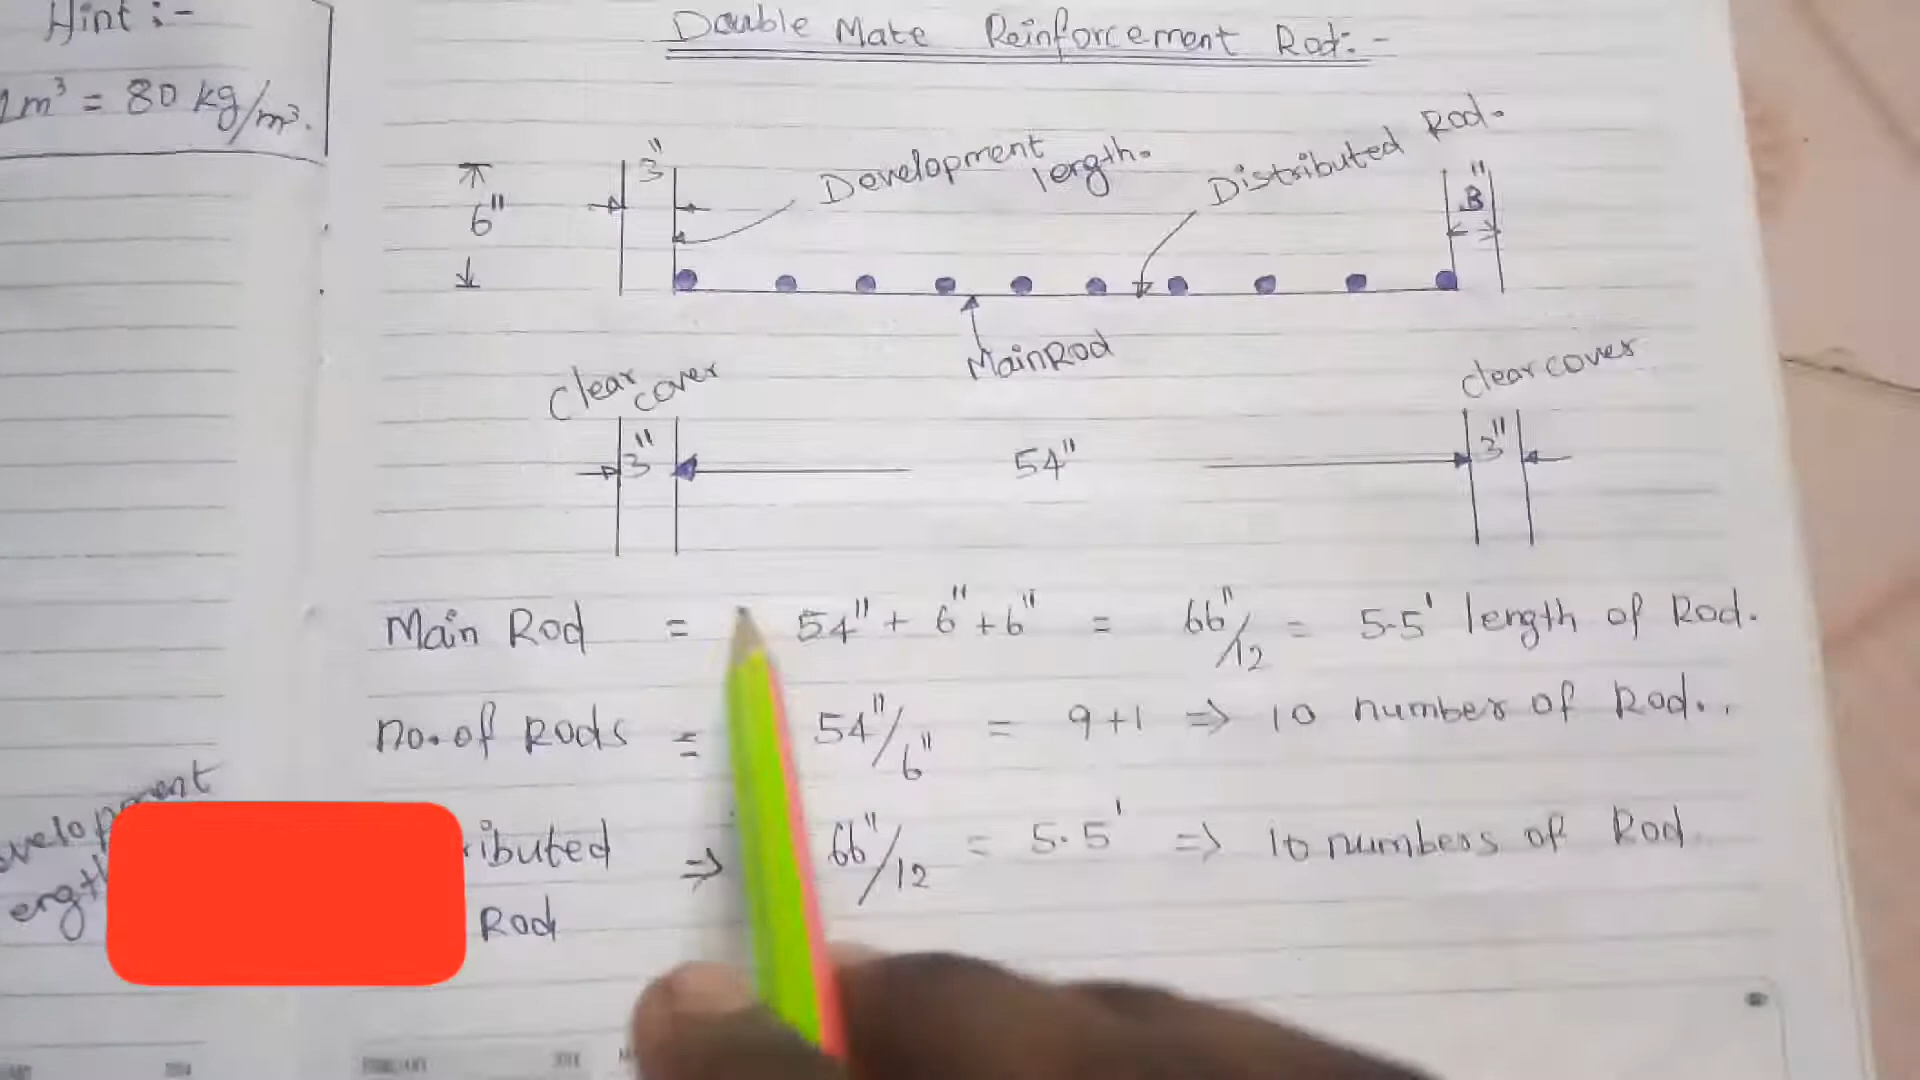 Hint :-
1m³ = 80 kg/m³.
Double Mate Reinforcement Rod:-
6"
3"
Development length.
Distributed Rod.
3"
Main Rod
clear cover
clear cover
3"
54"
3"
Main Rod = 54" + 6" + 6" = 66"/12 = 5.5' length of Rod.
no. of Rods = 54"/6" = 9+1 ⇒ 10 number of Rod..
ributed ⇒ 66"/12 = 5.5' ⇒ 10 numbers of Rod.
Rod